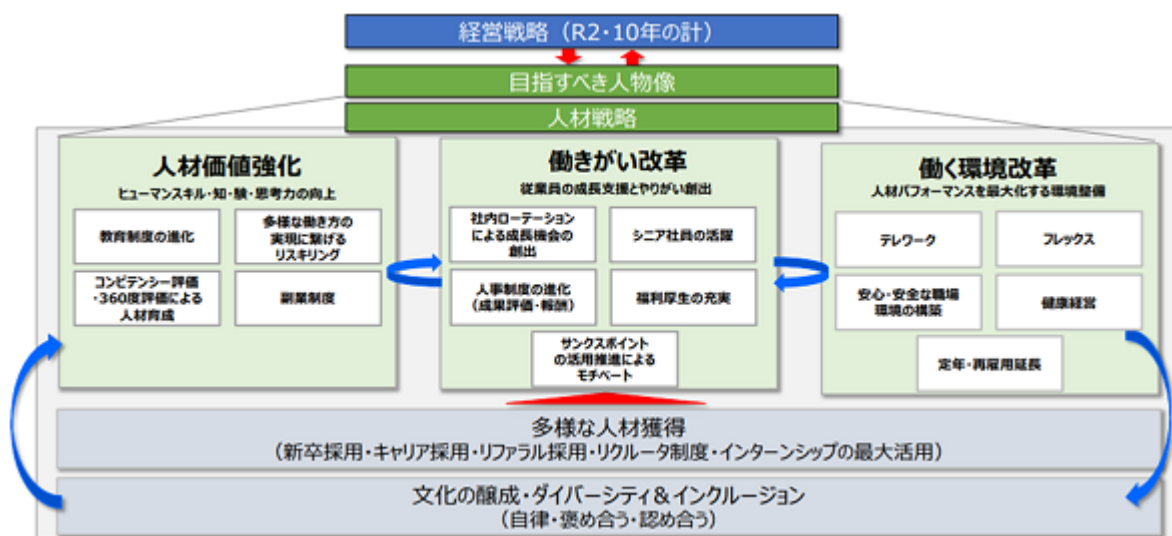 経営戦略（R2・10年の計）
目指すべき人物像
人材戦略
人材価値強化
ヒューマンスキル・知・験・思考力の向上
教育制度の進化
多様な働き方の
実現に繋げる
リスキリング
コンピテンシー評価
・360度評価による
人材育成
副業制度
働きがい改革
従業員の成長支援とやりがい創出
社内ローテーション
による成長機会の
創出
シニア社員の活躍
人事制度の進化
（成果評価・報酬）
福利厚生の充実
サンクスポイント
の活用推進による
モチベート
働く環境改革
人材パフォーマンスを最大化する環境整備
テレワーク
フレックス
安心・安全な職場
環境の構築
健康経営
定年・再雇用延長
多様な人材獲得
（新卒採用・キャリア採用・リファラル採用・リクルータ制度・インターンシップの最大活用）
文化の醸成・ダイバーシティ＆インクルージョン
（自律・褒め合う・認め合う）